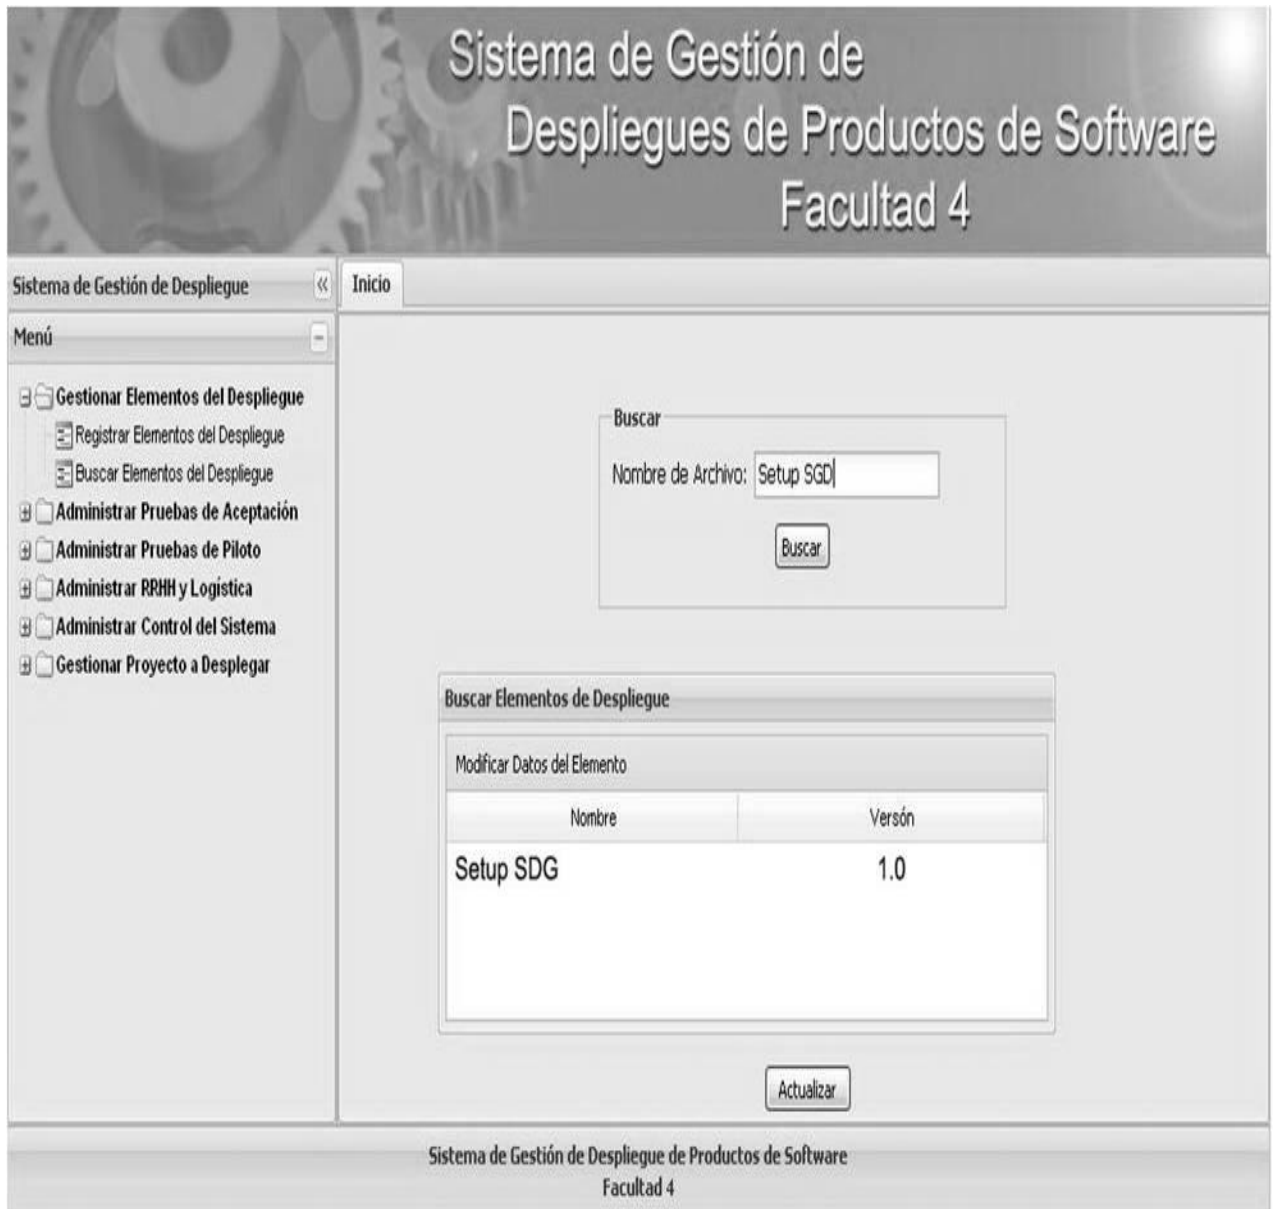 Sistema de Gestión de
Despliegues de Productos de Software
Facultad 4
Sistema de Gestión de Despliegue
Inicio
Menú
Gestionar Elementos del Despliegue
Registrar Elementos del Despliegue
Buscar Elementos del Despliegue
Administrar Pruebas de Aceptación
Administrar Pruebas de Piloto
Administrar RRHH y Logística
Administrar Control del Sistema
Gestionar Proyecto a Desplegar
Buscar
Nombre de Archivo: Setup SGD
Buscar
Buscar Elementos de Despliegue
Modificar Datos del Elemento
Nombre Versón
Setup SDG 1.0
Actualizar
Sistema de Gestión de Despliegue de Productos de Software
Facultad 4